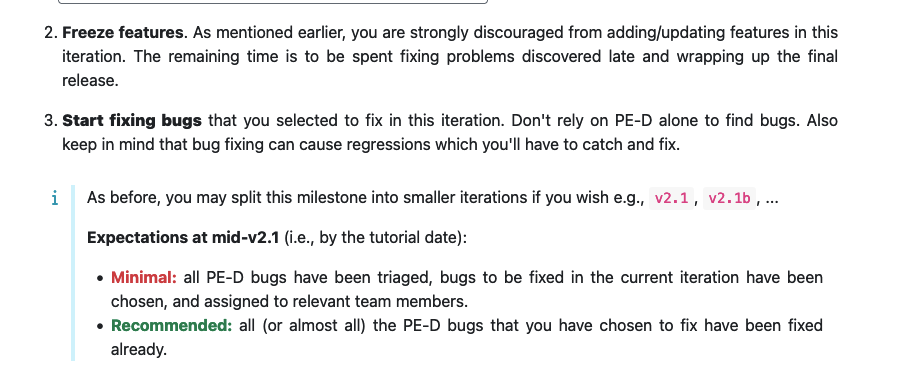 2. Freeze features. As mentioned earlier, you are strongly discouraged from adding/updating features in this
iteration. The remaining time is to be spent fixing problems discovered late and wrapping up the final
release.
3. Start fixing bugs that you selected to fix in this iteration. Don't rely on PE-D alone to find bugs. Also
keep in mind that bug fixing can cause regressions which you'll have to catch and fix.
i As before, you may split this milestone into smaller iterations if you wish e.g., v2.1 , v2.1b , ...
Expectations at mid-v2.1 (i.e., by the tutorial date):
• Minimal: all PE-D bugs have been triaged, bugs to be fixed in the current iteration have been
chosen, and assigned to relevant team members.
• Recommended: all (or almost all) the PE-D bugs that you have chosen to fix have been fixed
already.